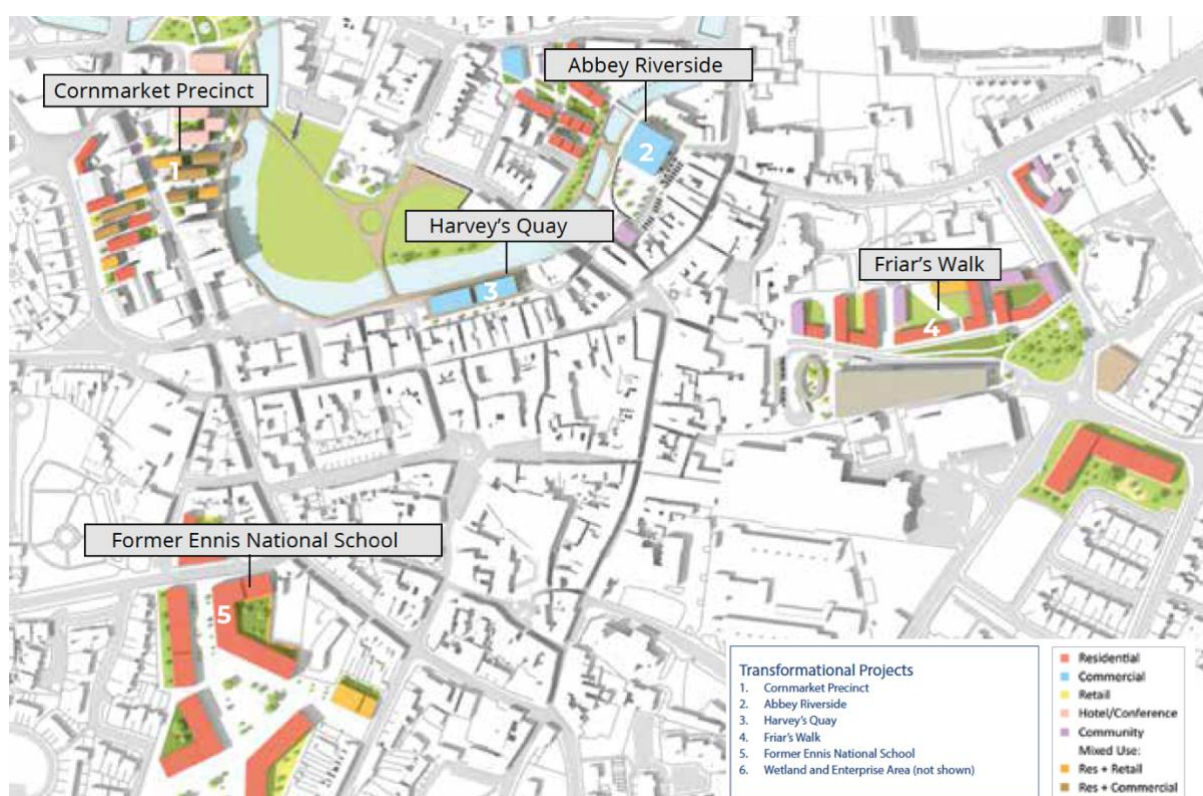 Abbey Riverside
Cornmarket Precinct
1
2
Harvey's Quay
3
Friar's Walk
4
Former Ennis National School
5
Transformational Projects
1. Cornmarket Precinct
2. Abbey Riverside
3. Harvey's Quay
4. Friar's Walk
5. Former Ennis National School
6. Wetland and Enterprise Area (not shown)
Residential
Commercial
Retail
Hotel/Conference
Community
Mixed Use:
Res + Retail
Res + Commercial